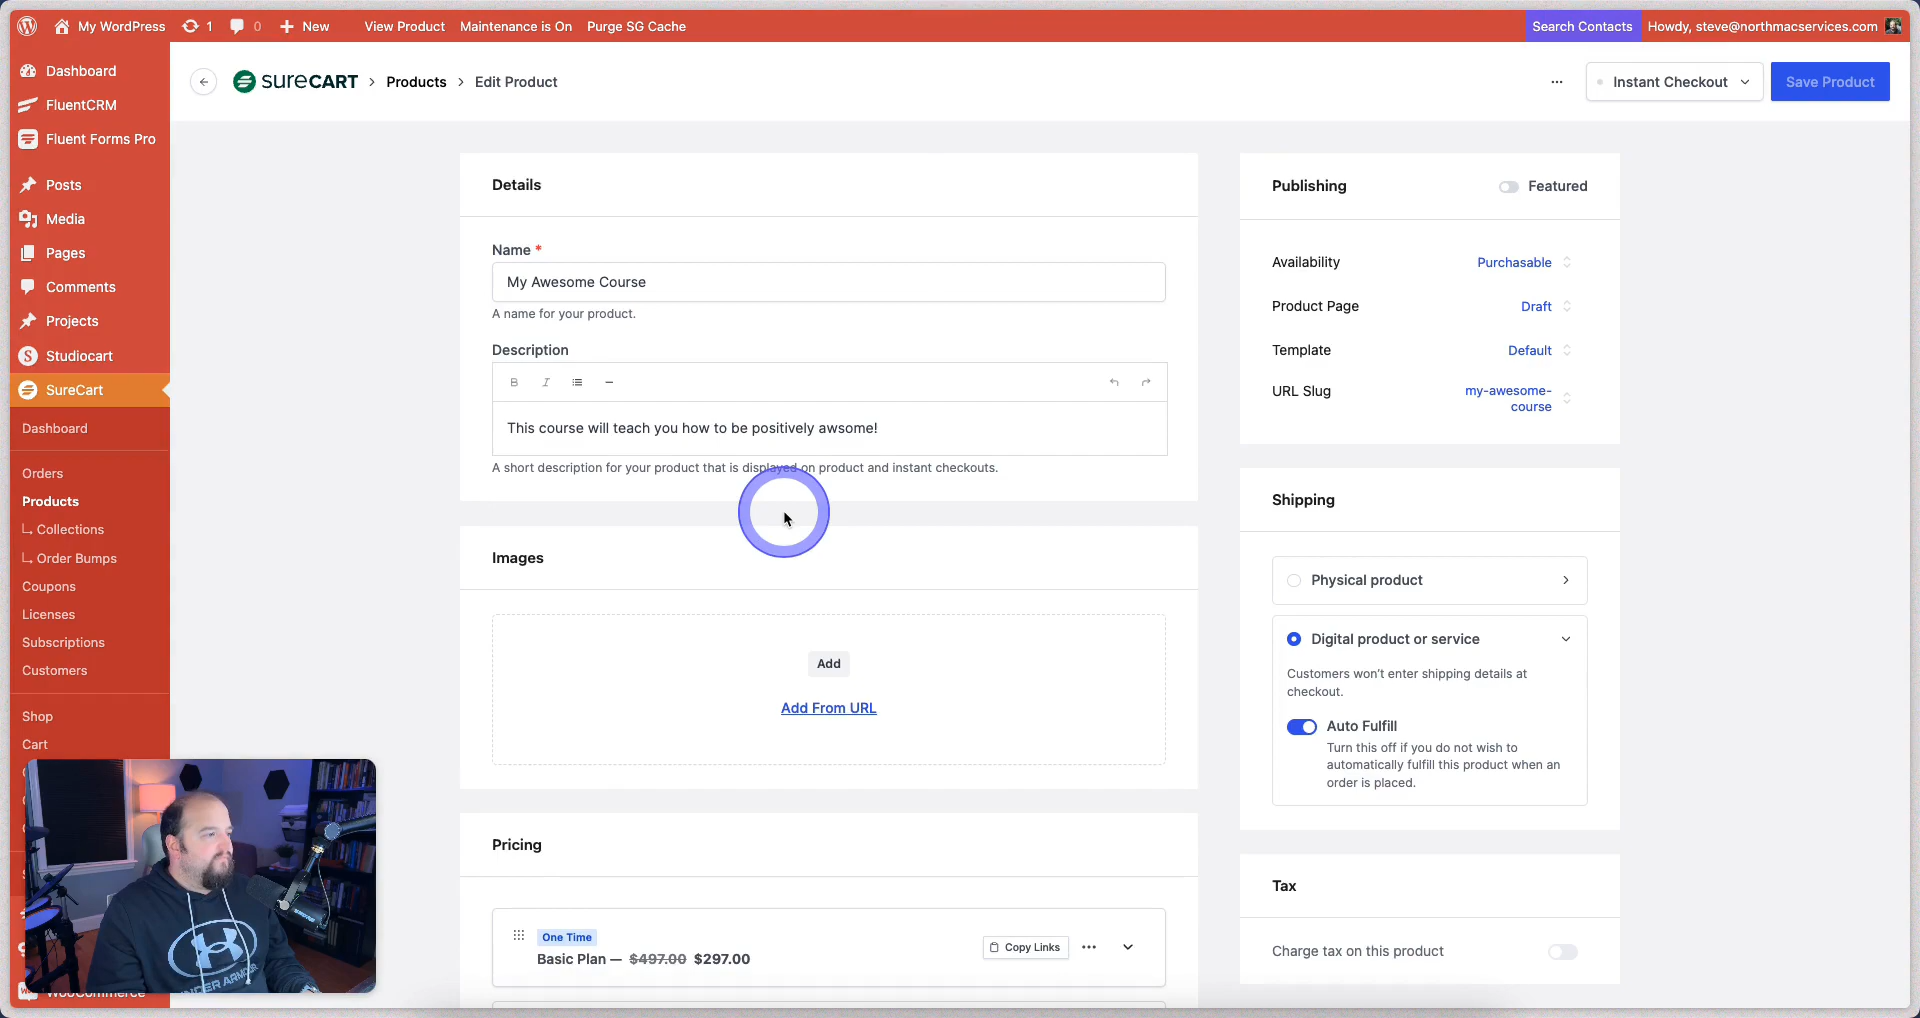 My WordPress
1
0
New
View Product
Maintenance is On
Purge SG Cache
Search Contacts
Howdy, steve@northmacservices.com
Dashboard
FluentCRM
Fluent Forms Pro
Posts
Media
Pages
Comments
Projects
Studiocart
SureCart
Dashboard
Orders
Products
Collections
Order Bumps
Coupons
Licenses
Subscriptions
Customers
Shop
Cart
WooCommerce
SURECART
Products
Edit Product
Instant Checkout
Save Product
Details
Name *
My Awesome Course
A name for your product.
Description
B I
This course will teach you how to be positively awsome!
A short description for your product that is displayed on product and instant checkouts.
Images
Add
Add From URL
Pricing
One Time
Basic Plan — $497.00 $297.00
Copy Links
Publishing
Featured
Availability
Purchasable
Product Page
Draft
Template
Default
URL Slug
my-awesome-
course
Shipping
Physical product
Digital product or service
Customers won't enter shipping details at
checkout.
Auto Fulfill
Turn this off if you do not wish to
automatically fulfill this product when an
order is placed.
Tax
Charge tax on this product
UNDER ARMOUR